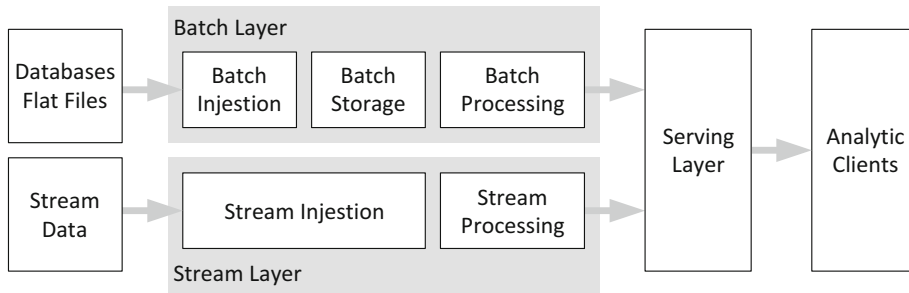 Batch Layer
Databases
Flat Files
Batch
Injestion
Batch
Storage
Batch
Processing
Stream
Data
Stream Injestion
Stream
Processing
Stream Layer
Serving
Layer
Analytic
Clients